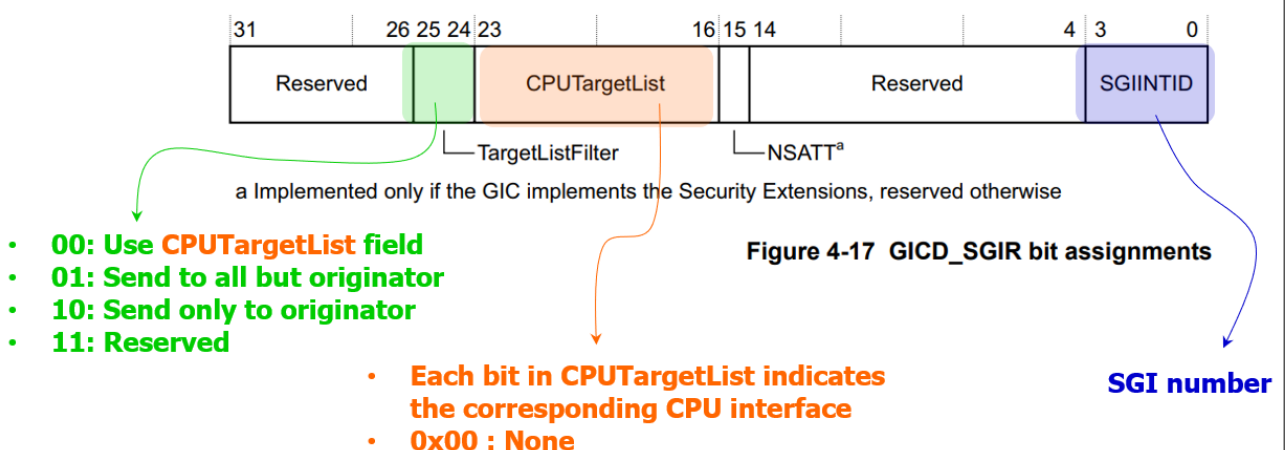 31 26 25 24 23 16 15 14 4 3 0
Reserved CPUTargetList Reserved SGIINTID
TargetListFilter NSATTa
a Implemented only if the GIC implements the Security Extensions, reserved otherwise
• 00: Use CPUTargetList field
• 01: Send to all but originator
• 10: Send only to originator
• 11: Reserved
Figure 4-17 GICD_SGIR bit assignments
• Each bit in CPUTargetList indicates
the corresponding CPU interface
• 0x00 : None
SGI number